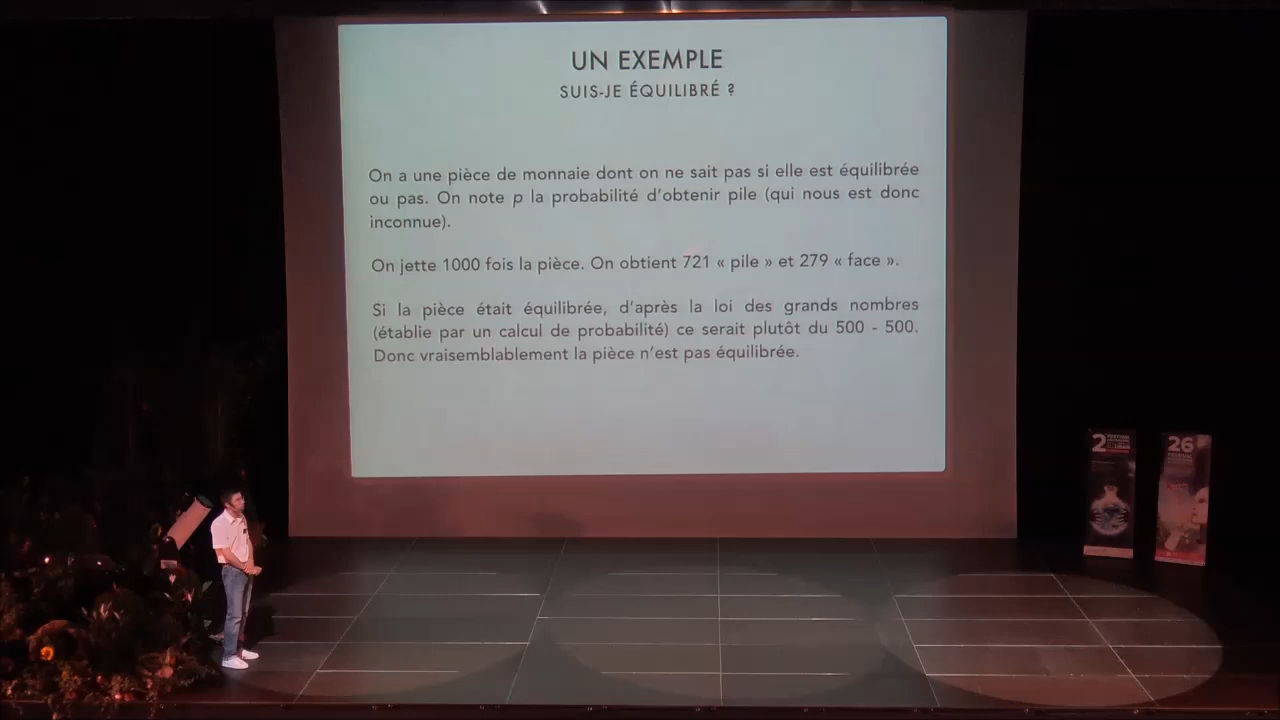 UN EXEMPLE
SUIS-JE ÉQUILIBRÉ ?
On a une pièce de monnaie dont on ne sait pas si elle est équilibrée
ou pas. On note p la probabilité d'obtenir pile (qui nous est donc
inconnue).
On jette 1000 fois la pièce. On obtient 721 « pile » et 279 « face ».
Si la pièce était équilibrée, d'après la loi des grands nombres
(établie par un calcul de probabilité) ce serait plutôt du 500 - 500.
Donc vraisemblablement la pièce n'est pas équilibrée.
2
26